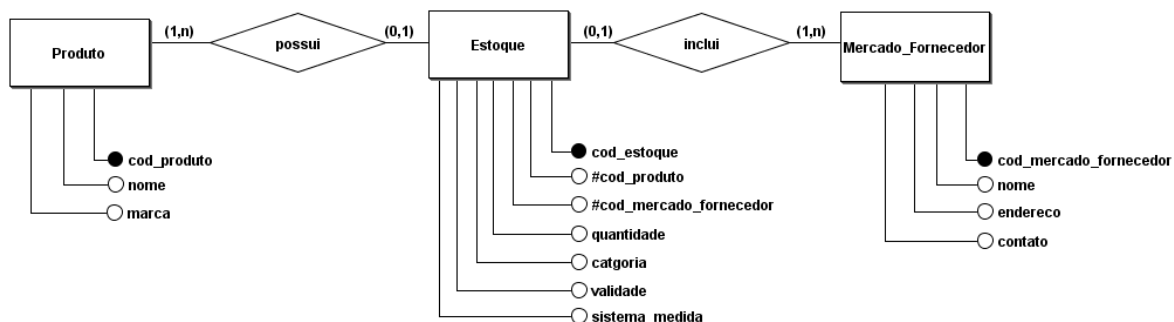 (1,n)
(0,1)
(0,1)
(1,n)
Produto
possui
Estoque
inclui
Mercado_Fornecedor
cod_produto
nome
marca
cod_estoque
#cod_produto
#cod_mercado_fornecedor
quantidade
catgoria
validade
sistema_medida
cod_mercado_fornecedor
nome
endereco
contato